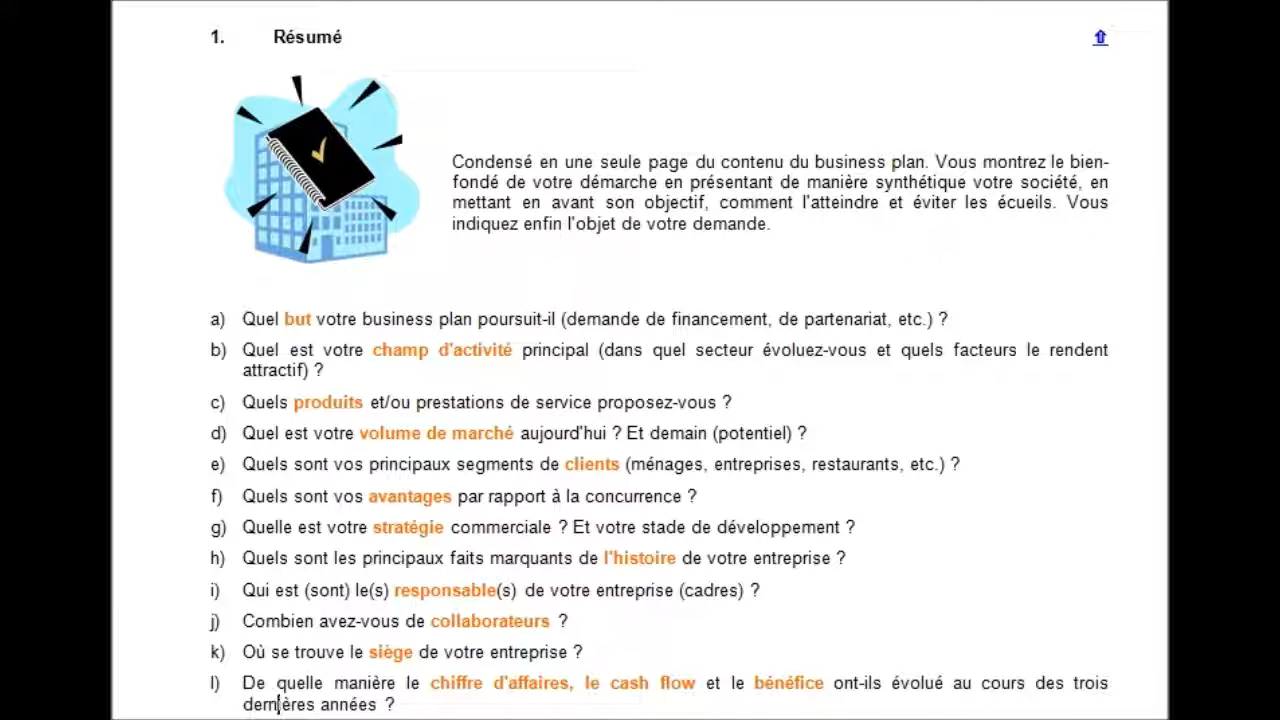 1. Résumé
Condensé en une seule page du contenu du business plan. Vous montrez le bien-
fondé de votre démarche en présentant de manière synthétique votre société, en
mettant en avant son objectif, comment l'atteindre et éviter les écueils. Vous
indiquez enfin l'objet de votre demande.
a) Quel but votre business plan poursuit-il (demande de financement, de partenariat, etc.) ?
b) Quel est votre champ d'activité principal (dans quel secteur évoluez-vous et quels facteurs le rendent
attractif) ?
c) Quels produits et/ou prestations de service proposez-vous ?
d) Quel est votre volume de marché aujourd'hui ? Et demain (potentiel) ?
e) Quels sont vos principaux segments de clients (ménages, entreprises, restaurants, etc.) ?
f) Quels sont vos avantages par rapport à la concurrence ?
g) Quelle est votre stratégie commerciale ? Et votre stade de développement ?
h) Quels sont les principaux faits marquants de l'histoire de votre entreprise ?
i) Qui est (sont) le(s) responsable(s) de votre entreprise (cadres) ?
j) Combien avez-vous de collaborateurs ?
k) Où se trouve le siège de votre entreprise ?
l) De quelle manière le chiffre d'affaires, le cash flow et le bénéfice ont-ils évolué au cours des trois
dernières années ?